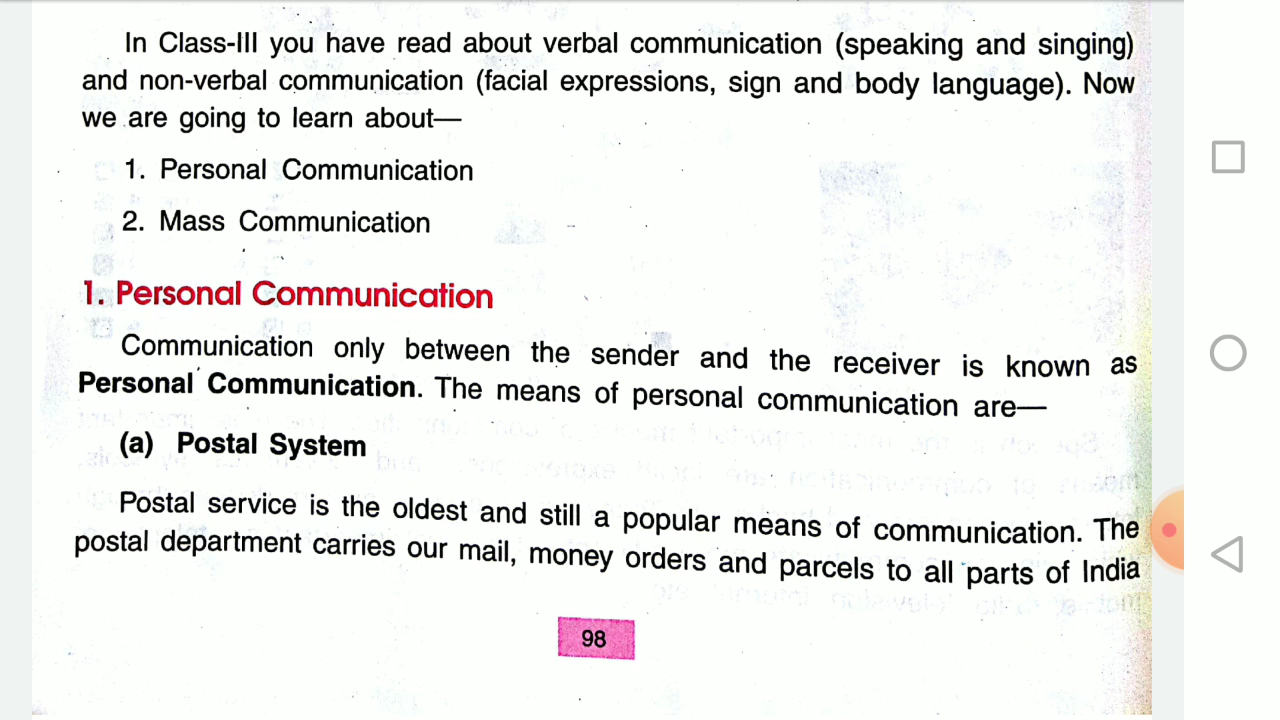 In Class-III you have read about verbal communication (speaking and singing)
and non-verbal communication (facial expressions, sign and body language). Now
we are going to learn about—
1. Personal Communication
2. Mass Communication
1. Personal Communication
Communication only between the sender and the receiver is known as
Personal Communication. The means of personal communication are—
(a) Postal System
Postal service is the oldest and still a popular means of communication. The
postal department carries our mail, money orders and parcels to all parts of India
98